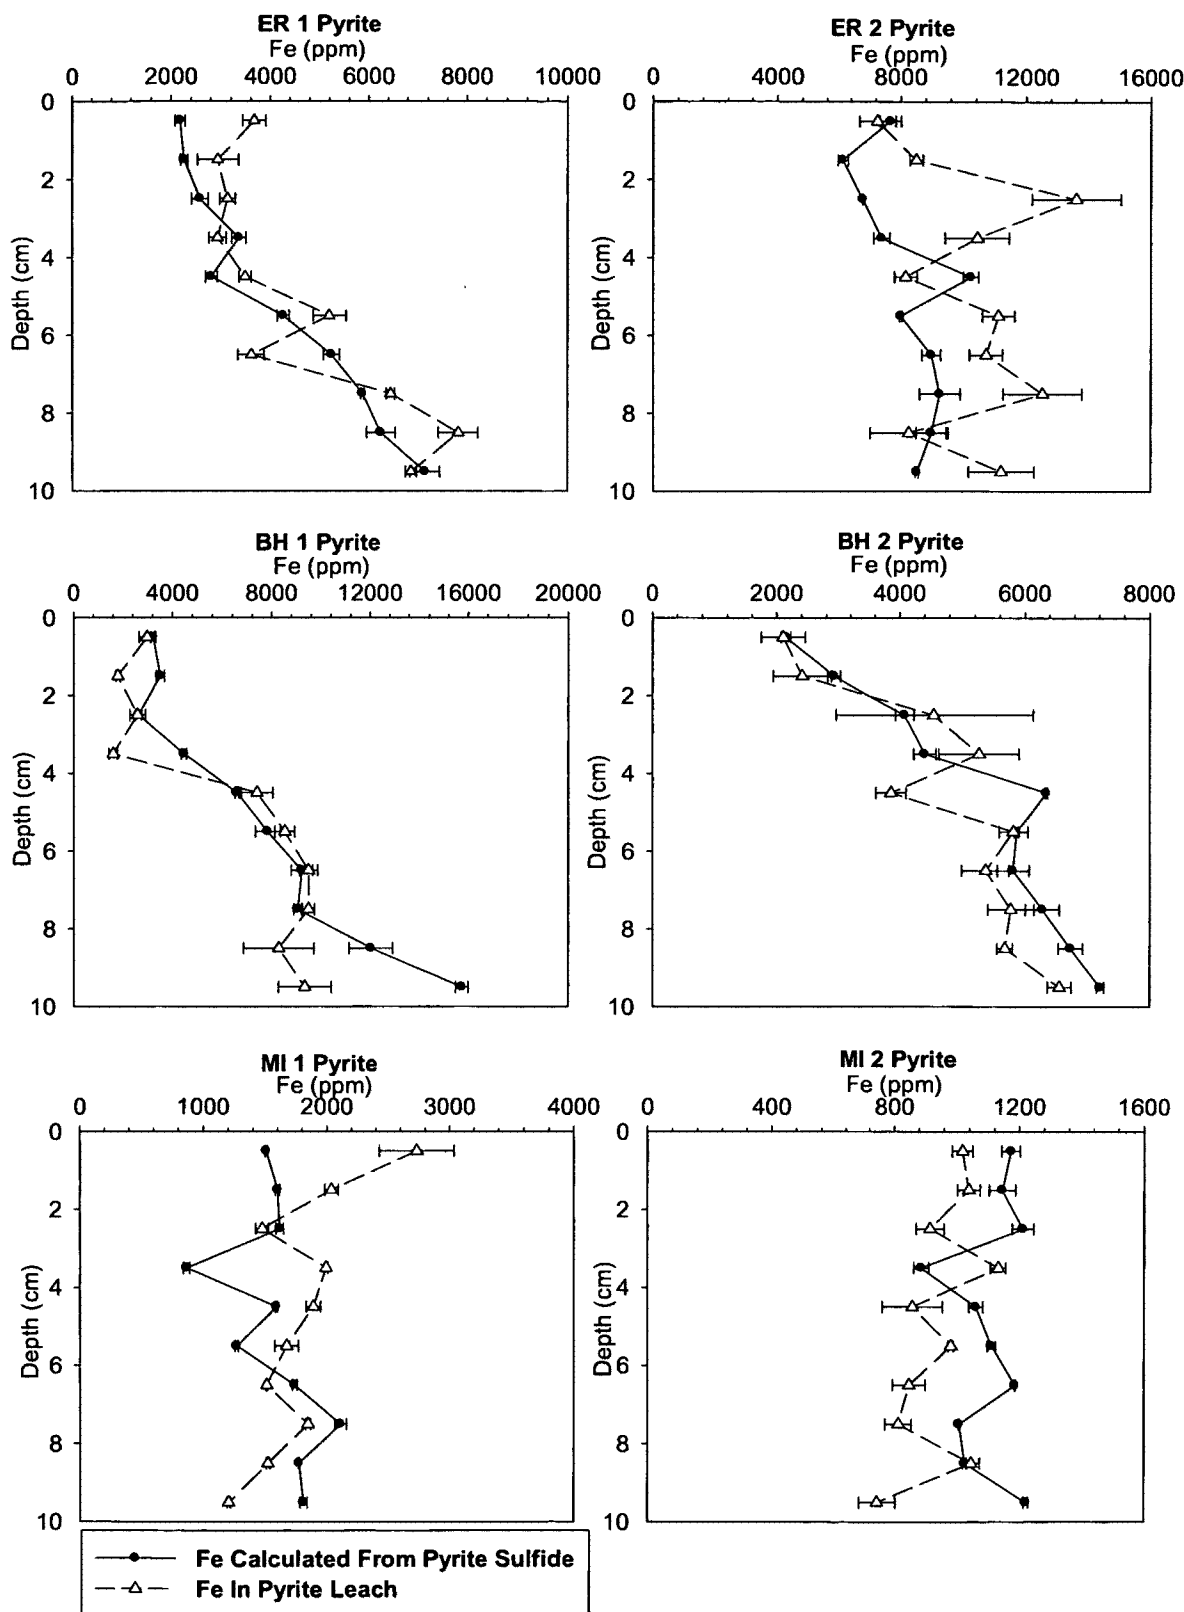 ER 1 Pyrite
Fe (ppm)
0 2000 4000 6000 8000 10000
0
2
4
6
8
10
Depth (cm)
ER 2 Pyrite
Fe (ppm)
0 4000 8000 12000 16000
0
2
4
6
8
10
Depth (cm)
BH 1 Pyrite
Fe (ppm)
0 4000 8000 12000 16000 20000
0
2
4
6
8
10
Depth (cm)
BH 2 Pyrite
Fe (ppm)
0 2000 4000 6000 8000
0
2
4
6
8
10
Depth (cm)
MI 1 Pyrite
Fe (ppm)
0 1000 2000 3000 4000
0
2
4
6
8
10
Depth (cm)
MI 2 Pyrite
Fe (ppm)
0 400 800 1200 1600
0
2
4
6
8
10
Depth (cm)
Fe Calculated From Pyrite Sulfide
Fe In Pyrite Leach